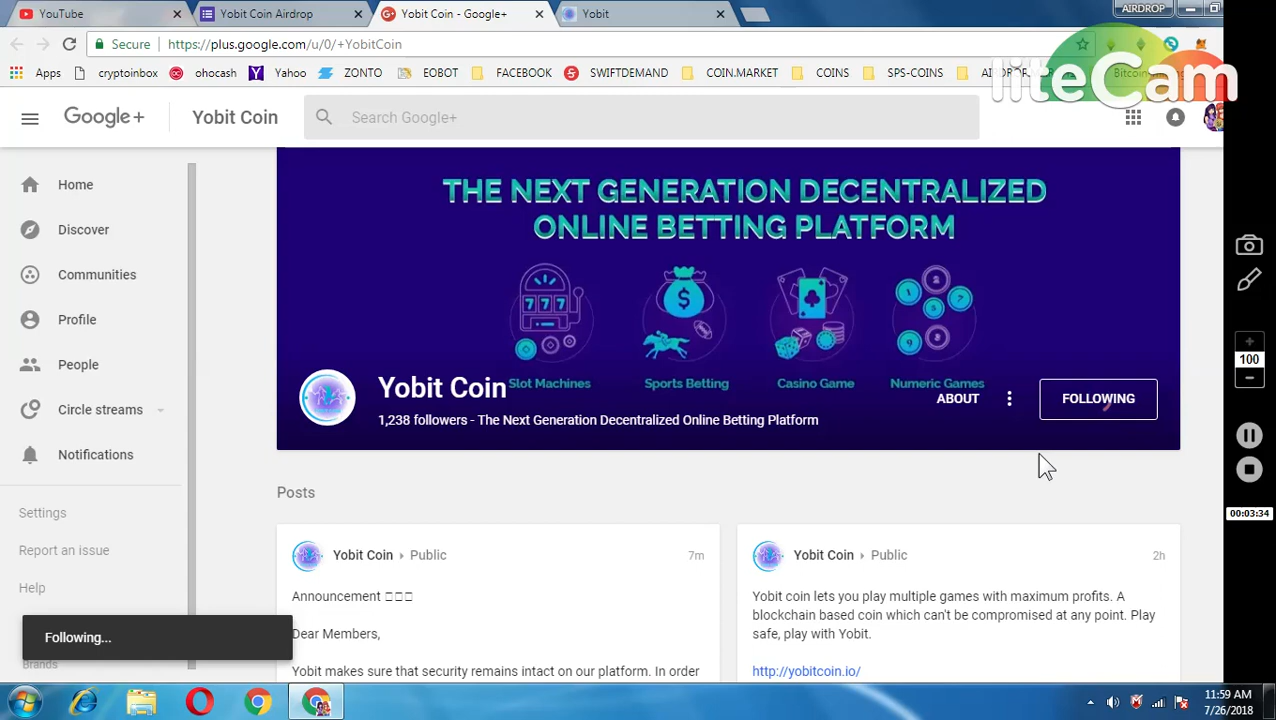 YouTube
Yobit Coin Airdrop
Yobit Coin - Google+
Yobit
AIRDROP
Secure
https://plus.google.com/u/0/+YobitCoin
Apps
cryptoinbox
ohocash
Yahoo
ZONTO
EOBOT
FACEBOOK
SWIFTDEMAND
COIN.MARKET
COINS
SPS-COINS
liteCam
Google+
Yobit Coin
Search Google+
Home
Discover
Communities
Profile
People
Circle streams
Notifications
Settings
Report an issue
Help
Brands
Following...
THE NEXT GENERATION DECENTRALIZED
ONLINE BETTING PLATFORM
777
Slot Machines
Sports Betting
Casino Game
Numeric Games
Yobit Coin
1,238 followers - The Next Generation Decentralized Online Betting Platform
ABOUT
FOLLOWING
Posts
Yobit Coin
Public
7m
Announcement
Dear Members,
Yobit makes sure that security remains intact on our platform. In order
Yobit Coin
Public
2h
Yobit coin lets you play multiple games with maximum profits. A
blockchain based coin which can't be compromised at any point. Play
safe, play with Yobit.
http://yobitcoin.io/
100
00:03:34
11:59 AM
7/26/2018